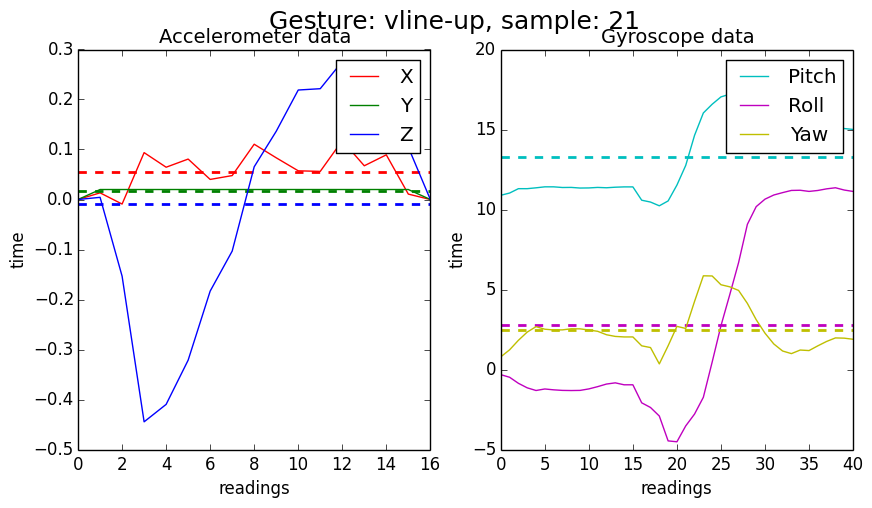 Gesture: vline-up, sample: 21
Accelerometer data
0.3
0.2
0.1
0.0
−0.1
−0.2
−0.3
−0.4
−0.5
time
0
2
4
6
8
10
12
14
16
readings
X
Y
Z
Gyroscope data
20
15
10
5
0
−5
time
0
5
10
15
20
25
30
35
40
readings
Pitch
Roll
Yaw